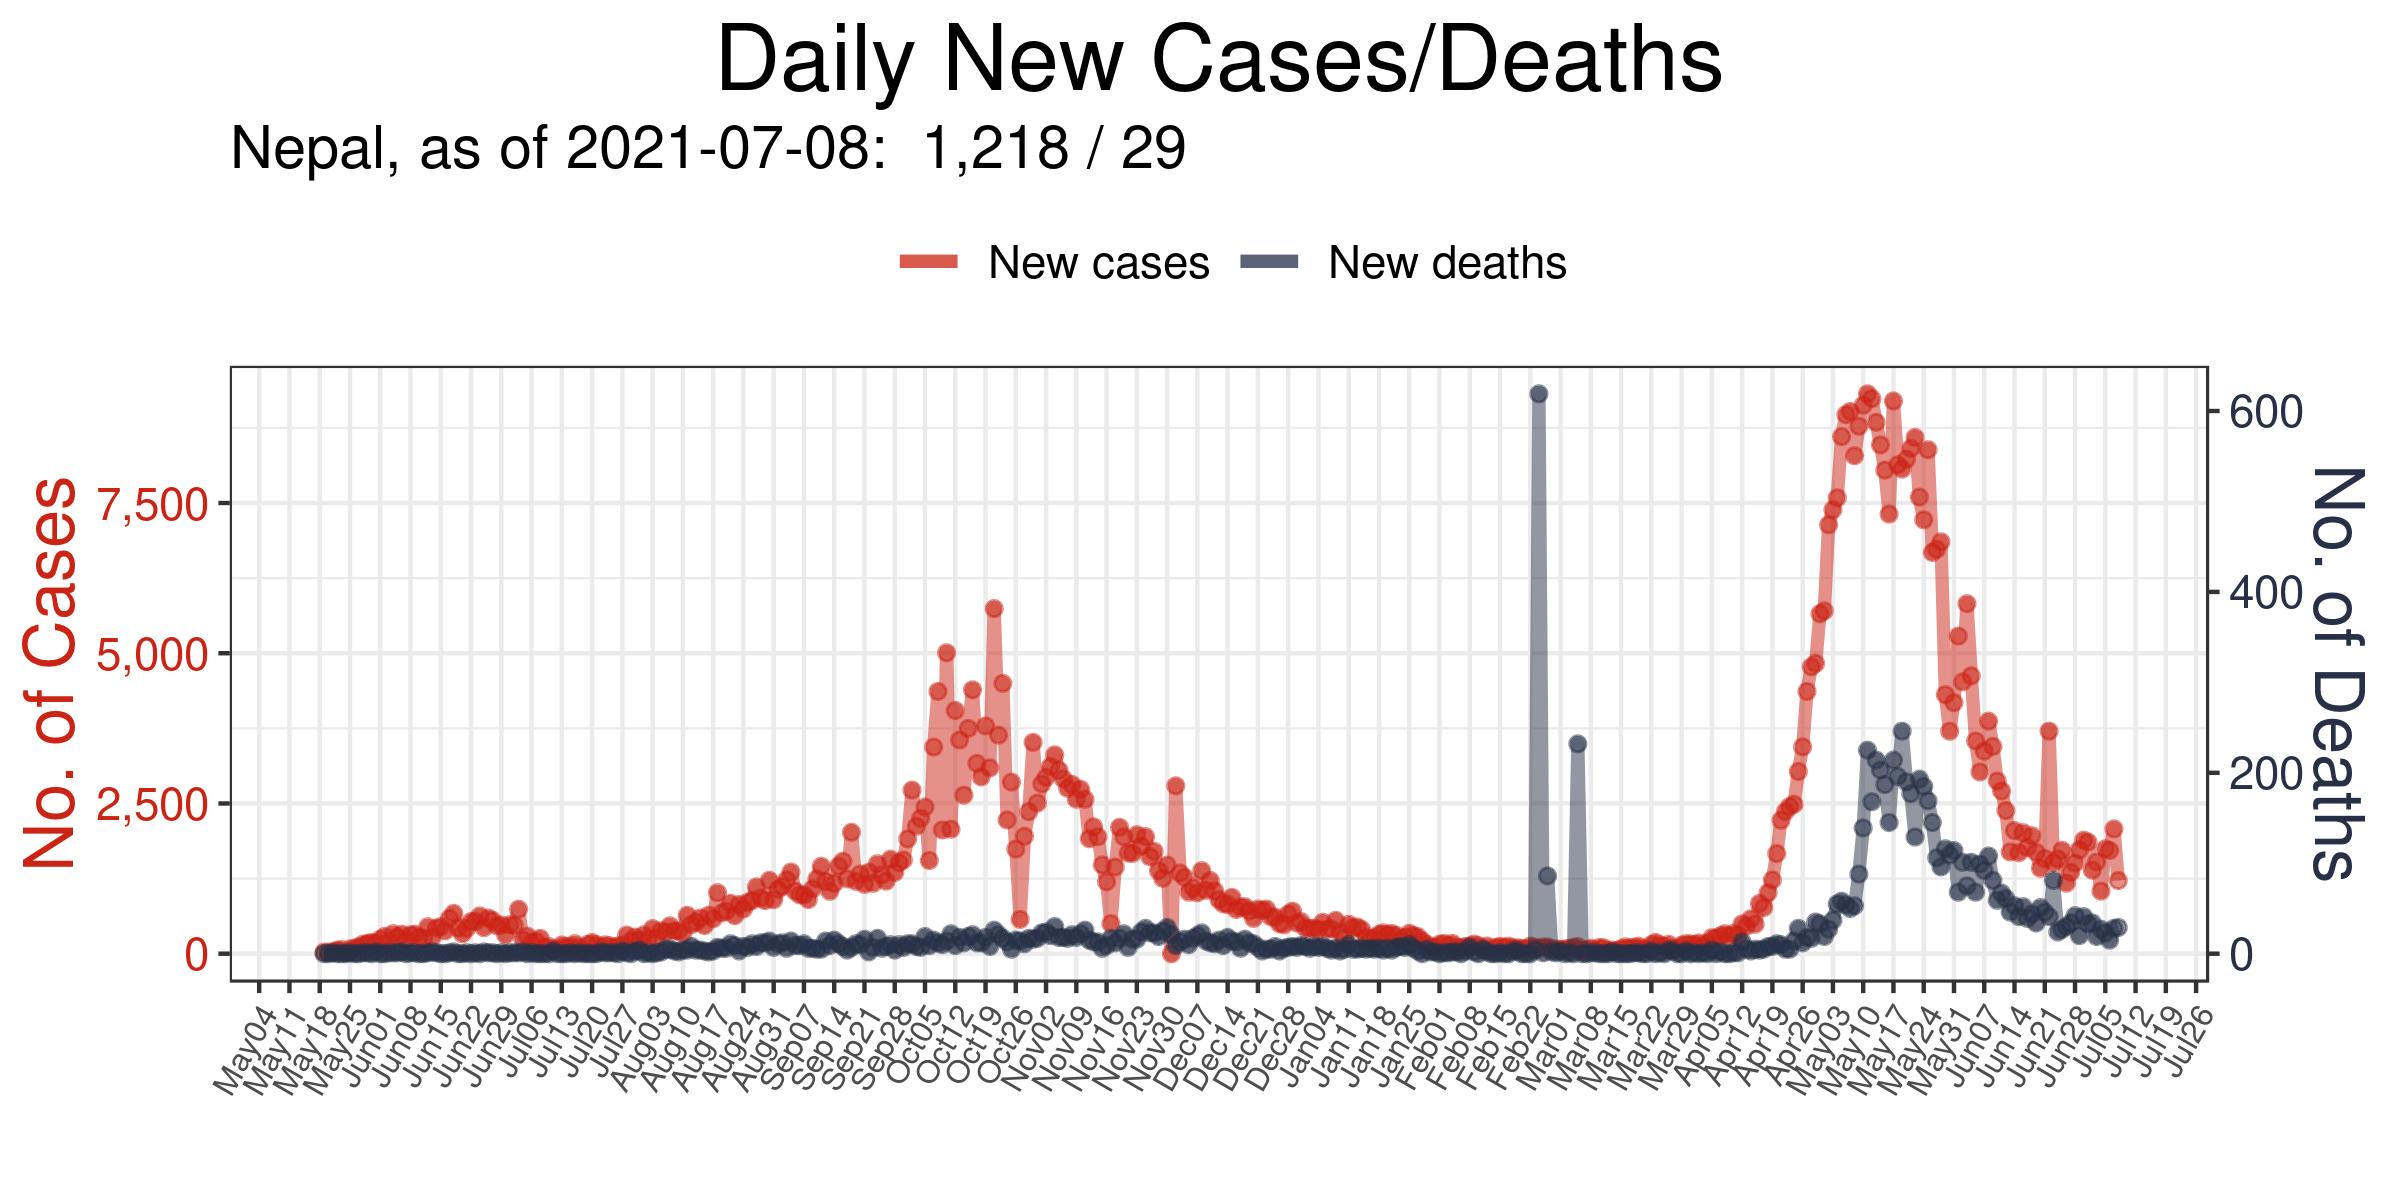 Daily New Cases/Deaths
Nepal, as of 2021-07-08:  1,218 / 29
New cases New deaths
No. of Cases
7,500
5,000
2,500
0
600
400
200
0
No. of Deaths
May04 May11 May18 May25 Jun01 Jun08 Jun15 Jun22 Jun29 Jul06 Jul13 Jul20 Jul27 Aug03 Aug10 Aug17 Aug24 Aug31 Sep07 Sep14 Sep21 Sep28 Oct05 Oct12 Oct19 Oct26 Nov02 Nov09 Nov16 Nov23 Nov30 Dec07 Dec14 Dec21 Dec28 Jan04 Jan11 Jan18 Jan25 Feb01 Feb08 Feb15 Feb22 Mar01 Mar08 Mar15 Mar22 Mar29 Apr05 Apr12 Apr19 Apr26 May03 May10 May17 May24 May31 Jun07 Jun14 Jun21 Jun28 Jul05 Jul12 Jul19 Jul26